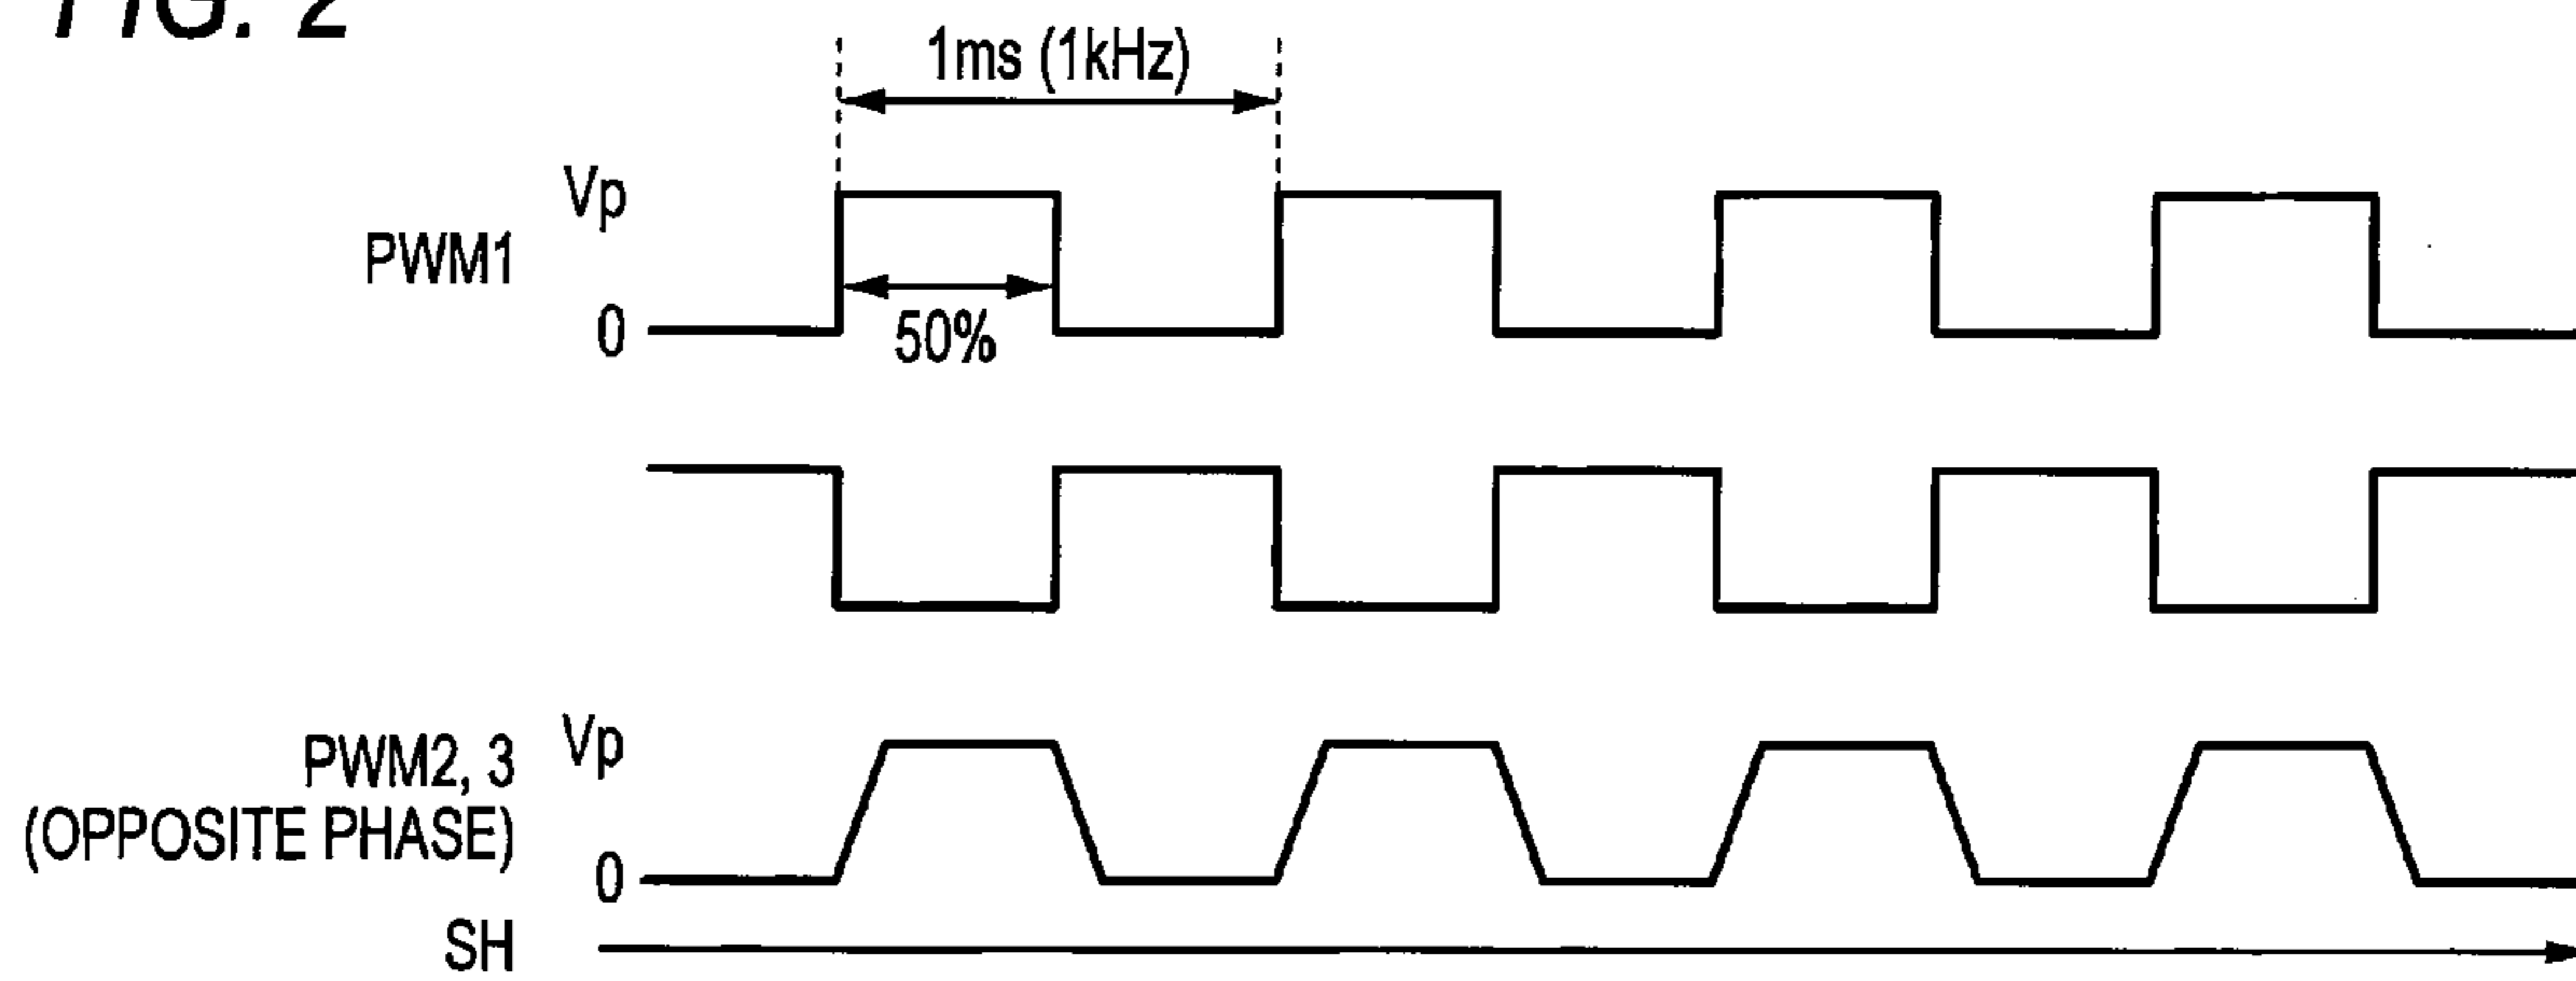 FIG. 2
1ms (1kHz)
Vp
PWM1
0
50%
PWM2, 3
Vp
(OPPOSITE PHASE)
0
SH